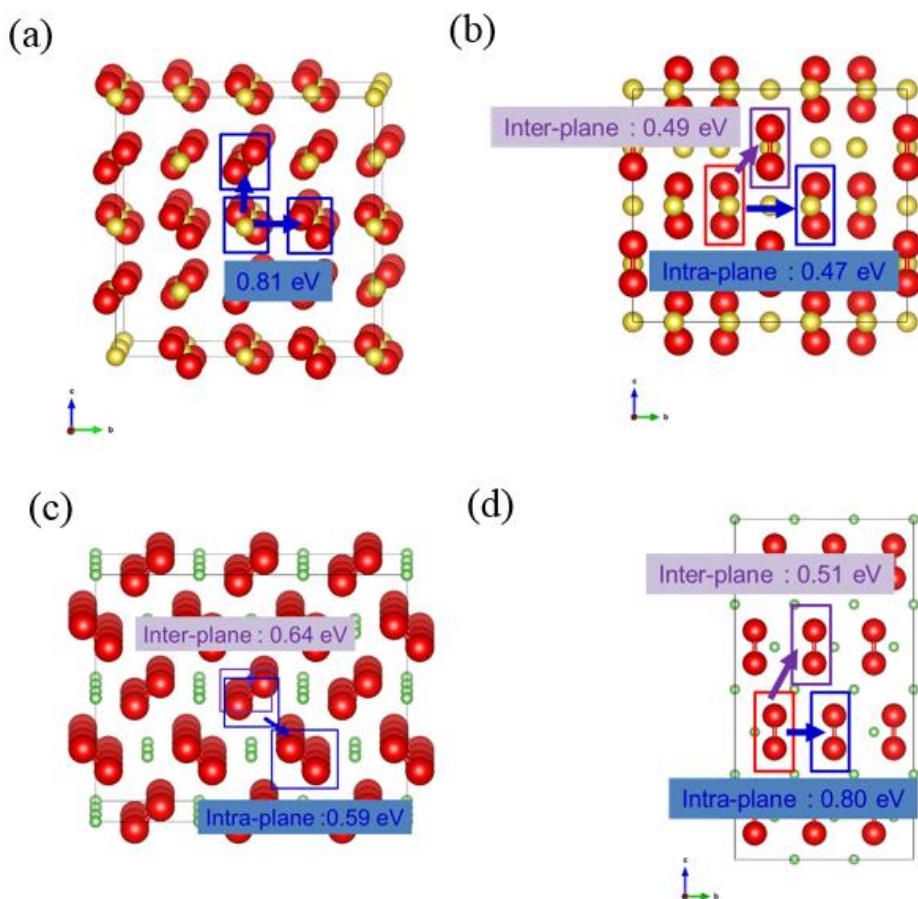 (a)
(b)
Inter-plane : 0.49 eV
0.81 eV
Intra-plane : 0.47 eV
c
b
c
b
(c)
(d)
Inter-plane : 0.51 eV
Inter-plane : 0.64 eV
Intra-plane :0.59 eV
Intra-plane : 0.80 eV
c
b